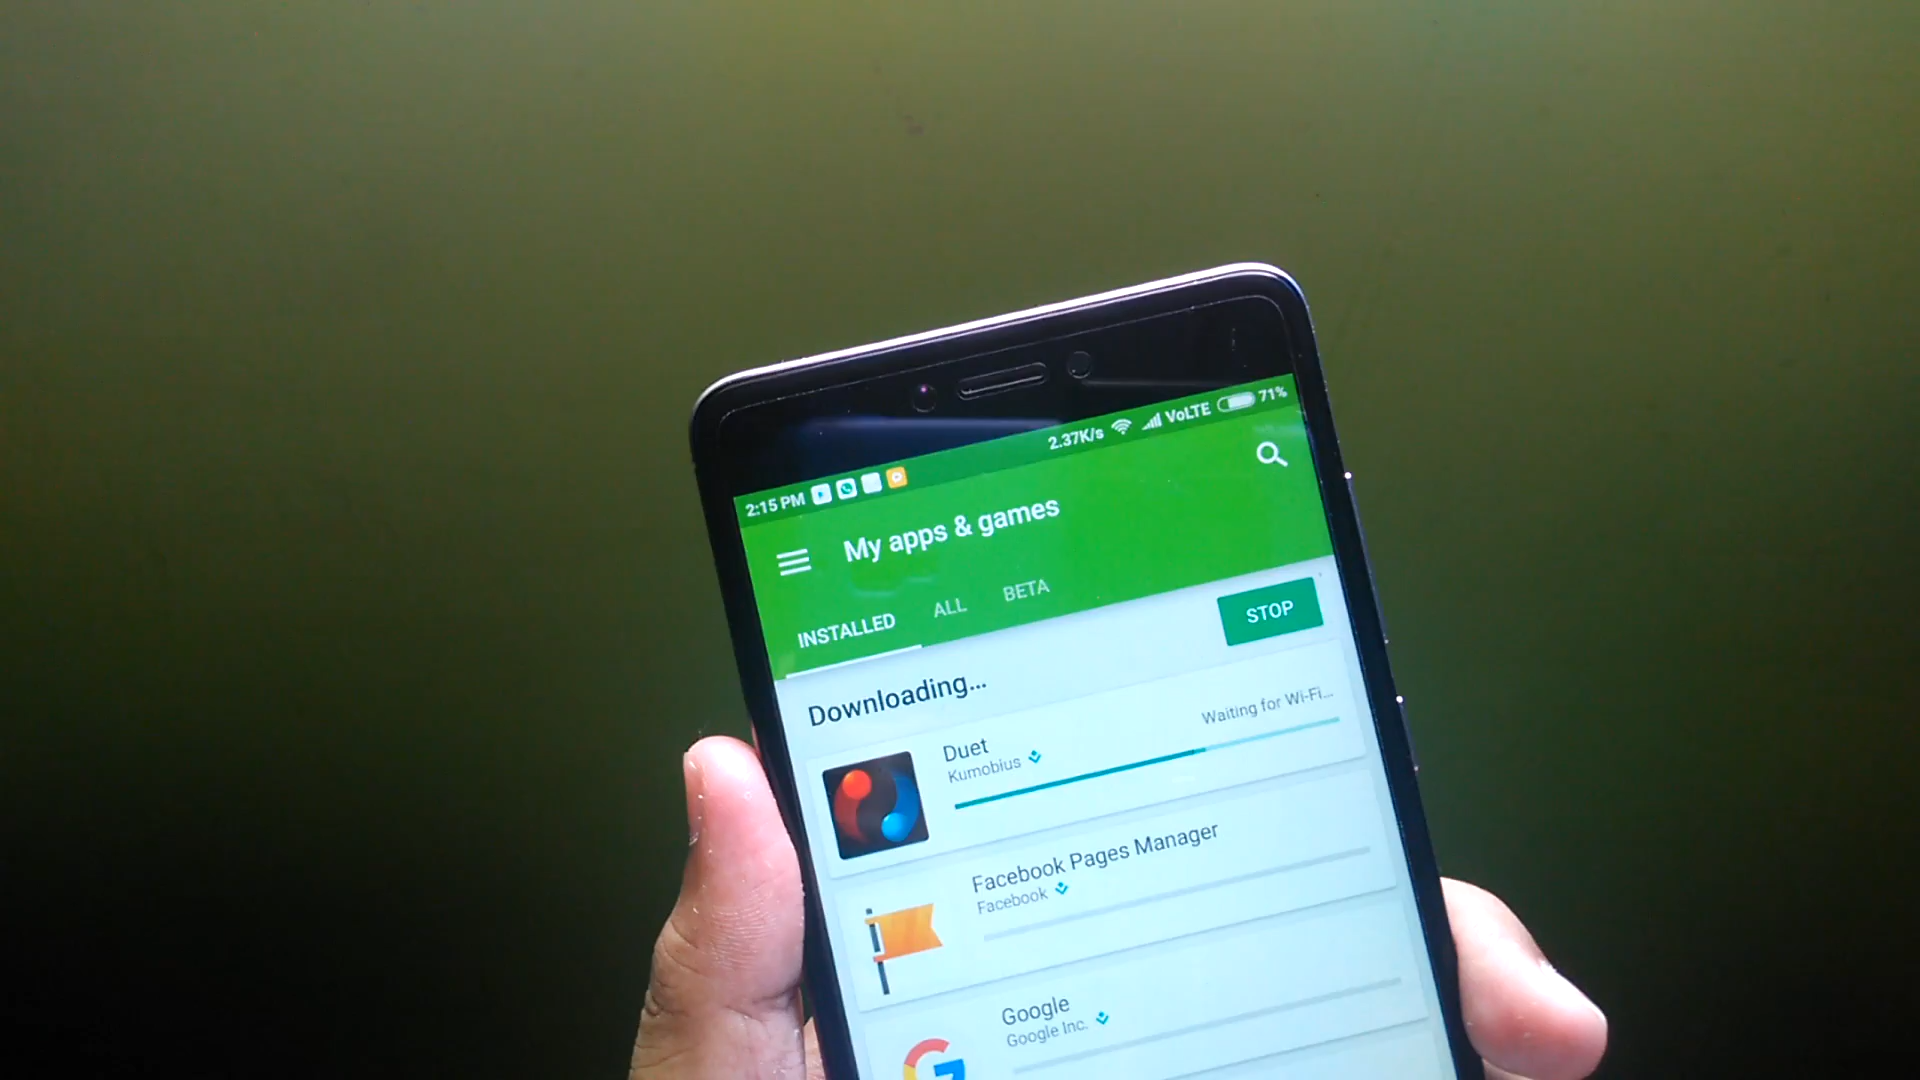 2:15 PM 2.37K/s VoLTE 71%
My apps & games
INSTALLED ALL BETA
Downloading... STOP
Waiting for Wi-Fi...
Duet
Kumobius
Facebook Pages Manager
Facebook
Google
Google Inc.